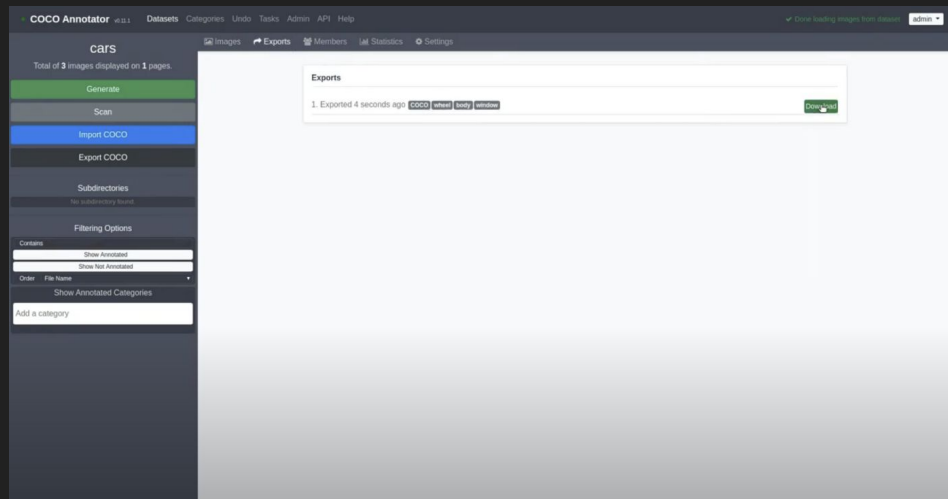 COCO Annotator v0.11.1 Datasets Categories Undo Tasks Admin API Help Done loading images from dataset admin
Images Exports Members Statistics Settings
cars
Total of 3 images displayed on 1 pages.
Generate
Scan
Import COCO
Export COCO
Subdirectories
No subdirectory found.
Filtering Options
Contains
Show Annotated
Show Not Annotated
Order File Name
Show Annotated Categories
Add a category
Exports
1. Exported 4 seconds ago COCO wheel body window
Download